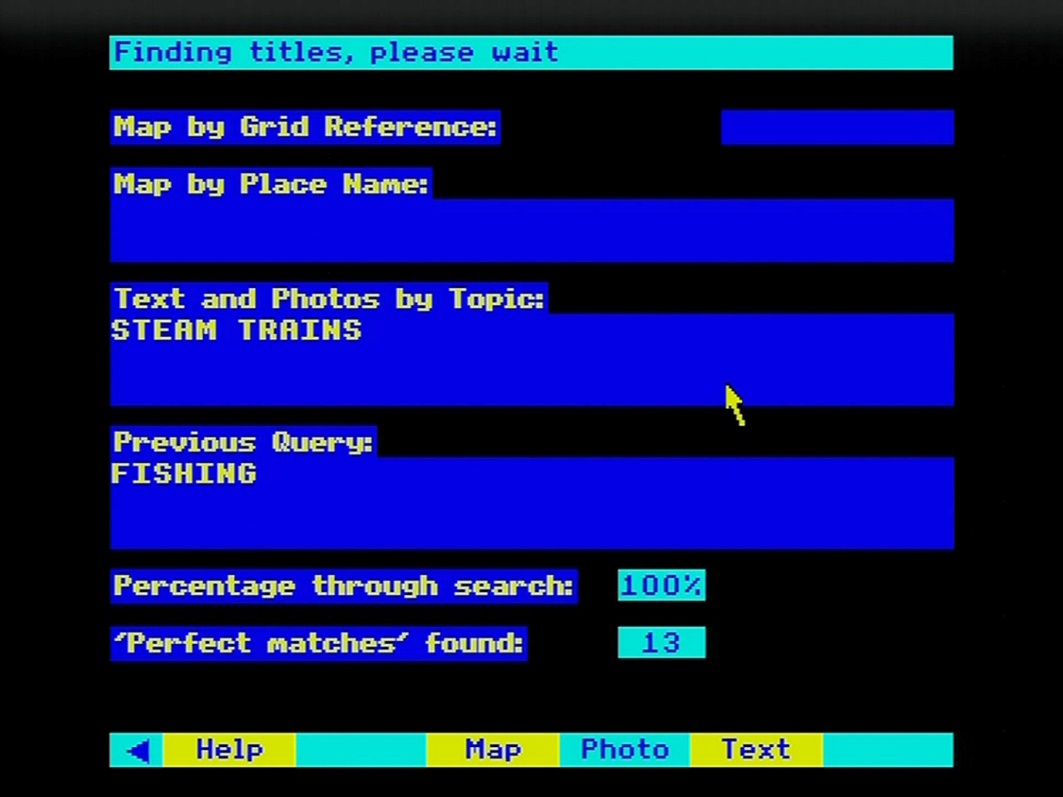 Finding titles, please wait
Map by Grid Reference:
Map by Place Name:
Text and Photos by Topic:
STEAM TRAINS
Previous Query:
FISHING
Percentage through search: 100%
'Perfect matches' found: 13
Help Map Photo Text